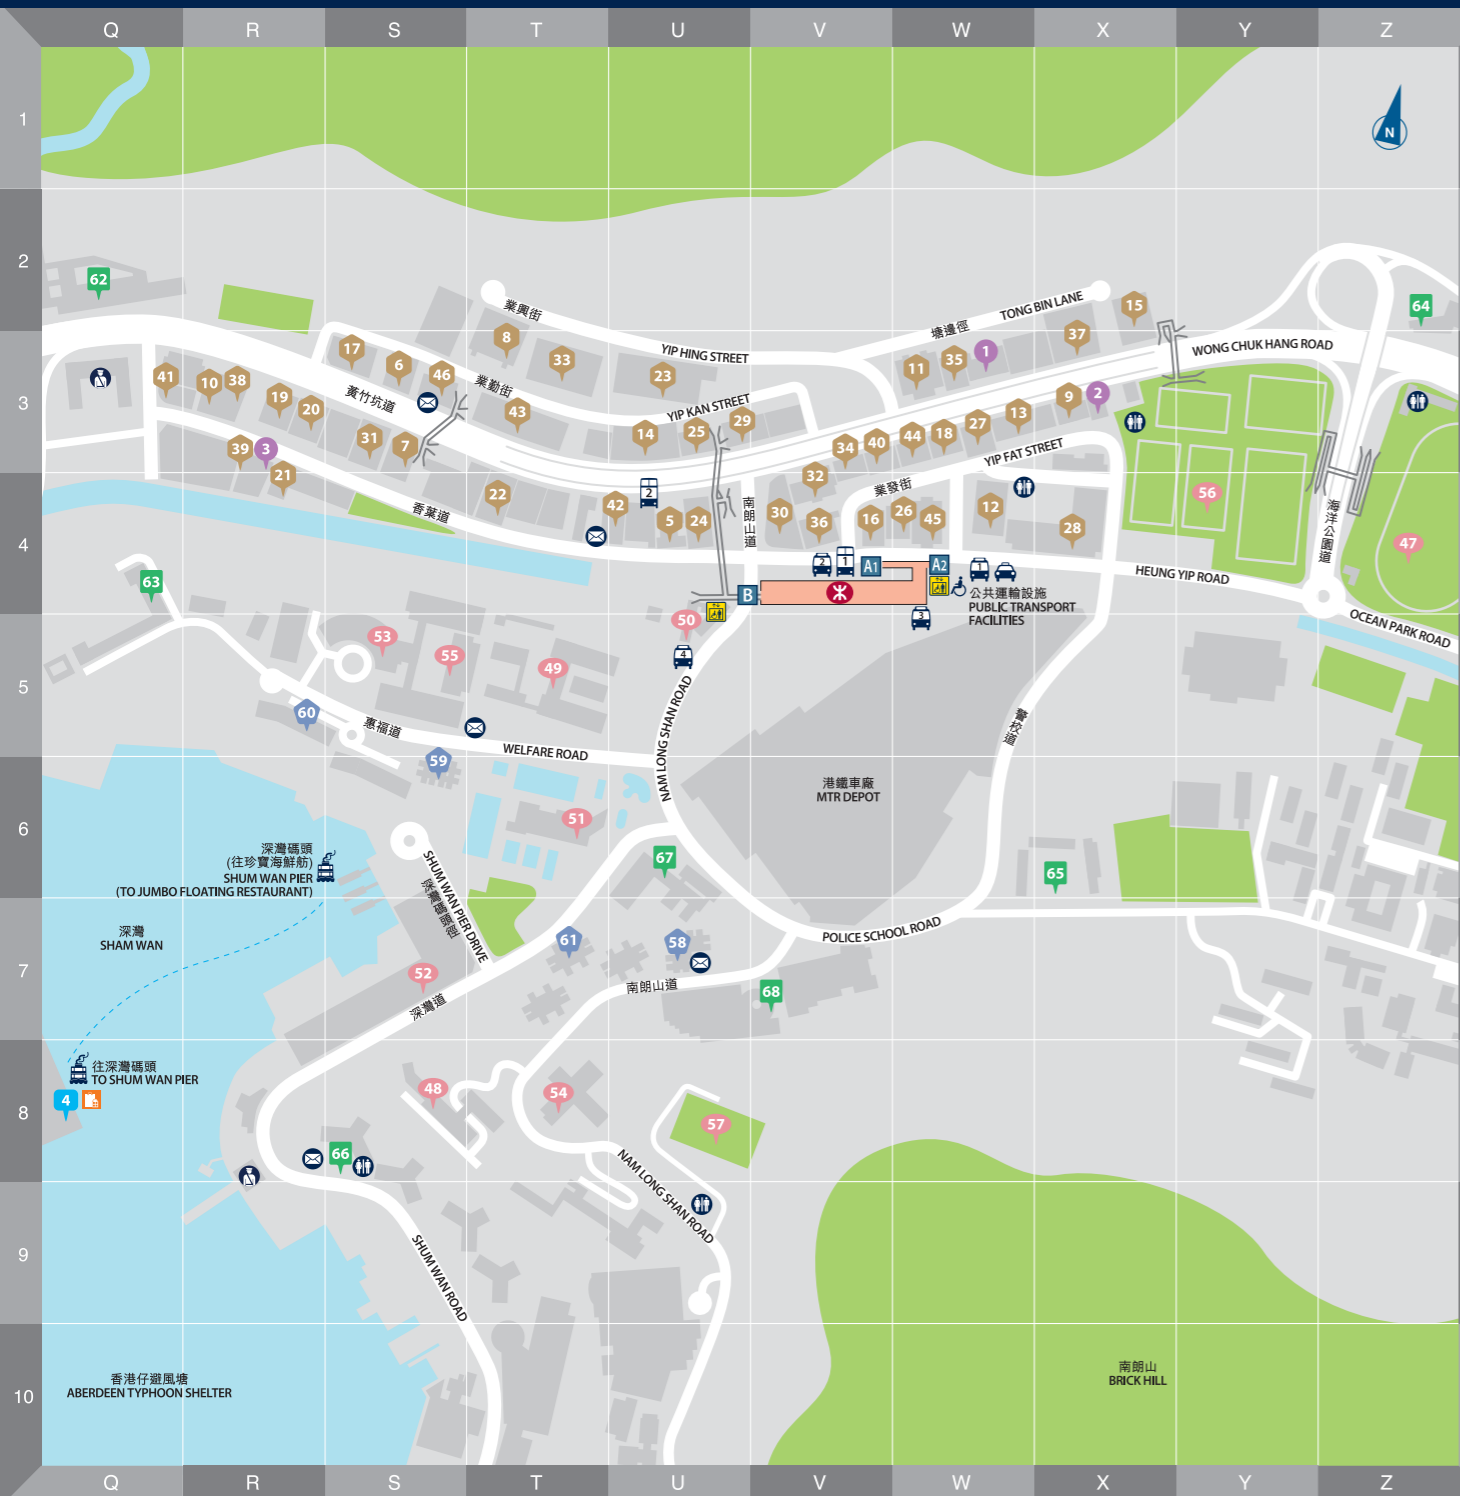 Q R S T U V W X Y Z
1
N
2
62
業興街
塘邊徑
TONG BIN LANE
15
64
8
33
YIP HING STREET
11
35
1
37
WONG CHUK HANG ROAD
3
17
6
46
41
10
38
19
20
黃竹坑道
業勤街
43
23
YIP KAN STREET
29
14
25
9
2
13
27
18
44
40
34
YIP FAT STREET
31
7
39
3
21
32
業發街
22
香葉道
2
42
5
24
南朗山道
30
36
16
26
45
12
28
56
海洋公園道
47
4
63
2
1
A1
A2
1
B
公共運輸設施
PUBLIC TRANSPORT
FACILITIES
3
HEUNG YIP ROAD
OCEAN PARK ROAD
50
4
53
55
49
5
60
惠福道
WELFARE ROAD
NAM LONG SHAN ROAD
警校道
59
港鐵車廠
MTR DEPOT
6
51
67
65
深灣碼頭
(往珍寶海鮮舫)
SHUM WAN PIER
(TO JUMBO FLOATING RESTAURANT)
SHUM WAN PIER DRIVE
深灣碼頭徑
深灣
SHAM WAN
7
61
58
POLICE SCHOOL ROAD
52
深灣道
南朗山道
68
往深灣碼頭
TO SHUM WAN PIER
4
8
48
54
57
66
NAM LONG SHAN ROAD
9
SHUM WAN ROAD
10
香港仔避風塘
ABERDEEN TYPHOON SHELTER
南朗山
BRICK HILL
Q R S T U V W X Y Z